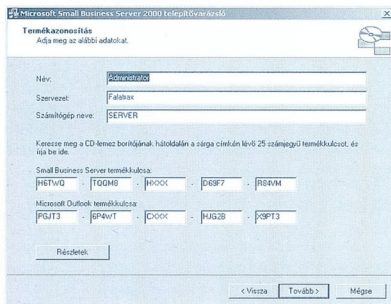 Microsoft Small Business Server 2000 telepítővarázsló
Termékazonosítás
Adja meg az alábbi adatokat.
Név: Administrator
Szervezet: Falatrax
Számítógép neve: SERVER
Keresse meg a CD-lemez borítójának hátoldalán a sárga címkén lévő 25 számjegyű termékkulcsot, és
írja be ide.
Small Business Server termékkulcsa:
H6TWQ - TQQM8 - HXXX - D69F7 - R84VM
Microsoft Outlook termékkulcsa:
PGJT3 - 6P4WT - CXXX - HJG2B - X9PT3
Részletek
< Vissza Tovább > Mégse